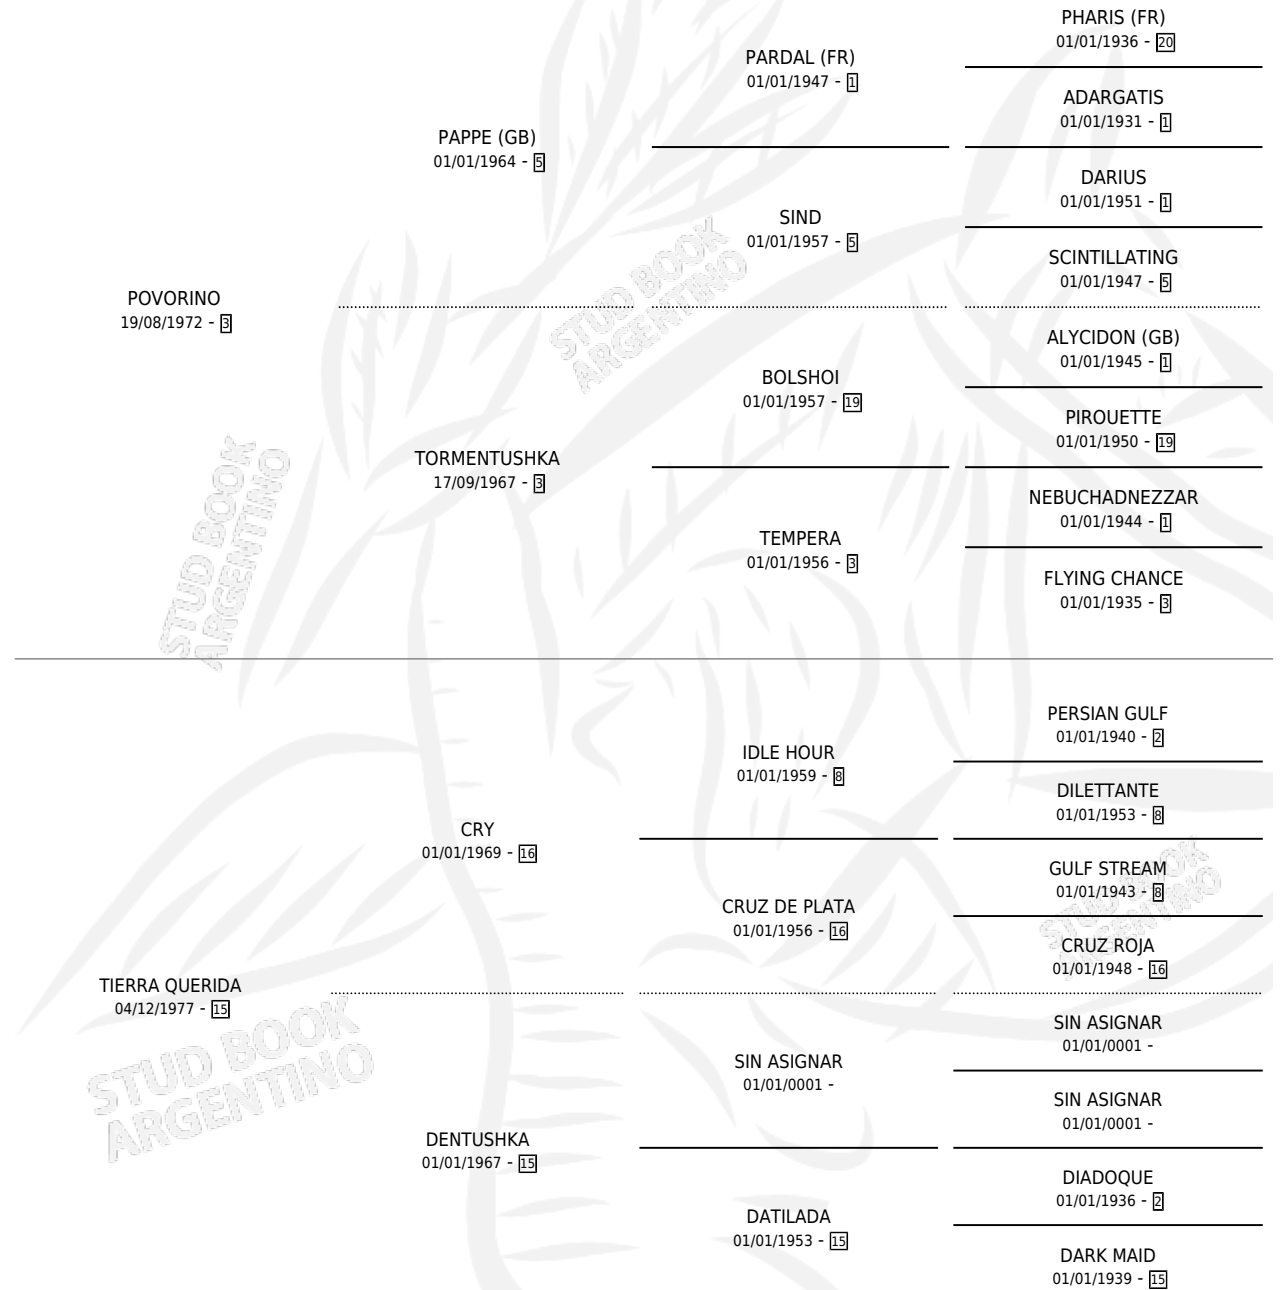 PHARIS (FR)
01/01/1936 - 20
PARDAL (FR)
01/01/1947 - 1
ADARGATIS
01/01/1931 - 1
PAPPE (GB)
01/01/1964 - 5
DARIUS
01/01/1951 - 1
SIND
01/01/1957 - 5
SCINTILLATING
01/01/1947 - 5
POVORINO
19/08/1972 - 3
STUD BOOK
ARGENTINO
ALYCIDON (GB)
01/01/1945 - 1
BOLSHOI
01/01/1957 - 19
PIROUETTE
01/01/1950 - 19
TORMENTUSHKA
17/09/1967 - 3
NEBUCHADNEZZAR
01/01/1944 - 1
TEMPERA
01/01/1956 - 3
FLYING CHANCE
01/01/1935 - 3
STUD BOOK
ARGENTINO
PERSIAN GULF
01/01/1940 - 2
IDLE HOUR
01/01/1959 - 8
DILETTANTE
01/01/1953 - 8
CRY
01/01/1969 - 16
GULF STREAM
01/01/1943 - 8
CRUZ DE PLATA
01/01/1956 - 16
STUD BOOK
ARGENTINO
CRUZ ROJA
01/01/1948 - 16
TIERRA QUERIDA
04/12/1977 - 15
STUD BOOK
ARGENTINO
SIN ASIGNAR
01/01/0001 -
SIN ASIGNAR
01/01/0001 -
SIN ASIGNAR
01/01/0001 -
DENTUSHKA
01/01/1967 - 15
DIADOQUE
01/01/1936 - 2
DATILADA
01/01/1953 - 15
DARK MAID
01/01/1939 - 15